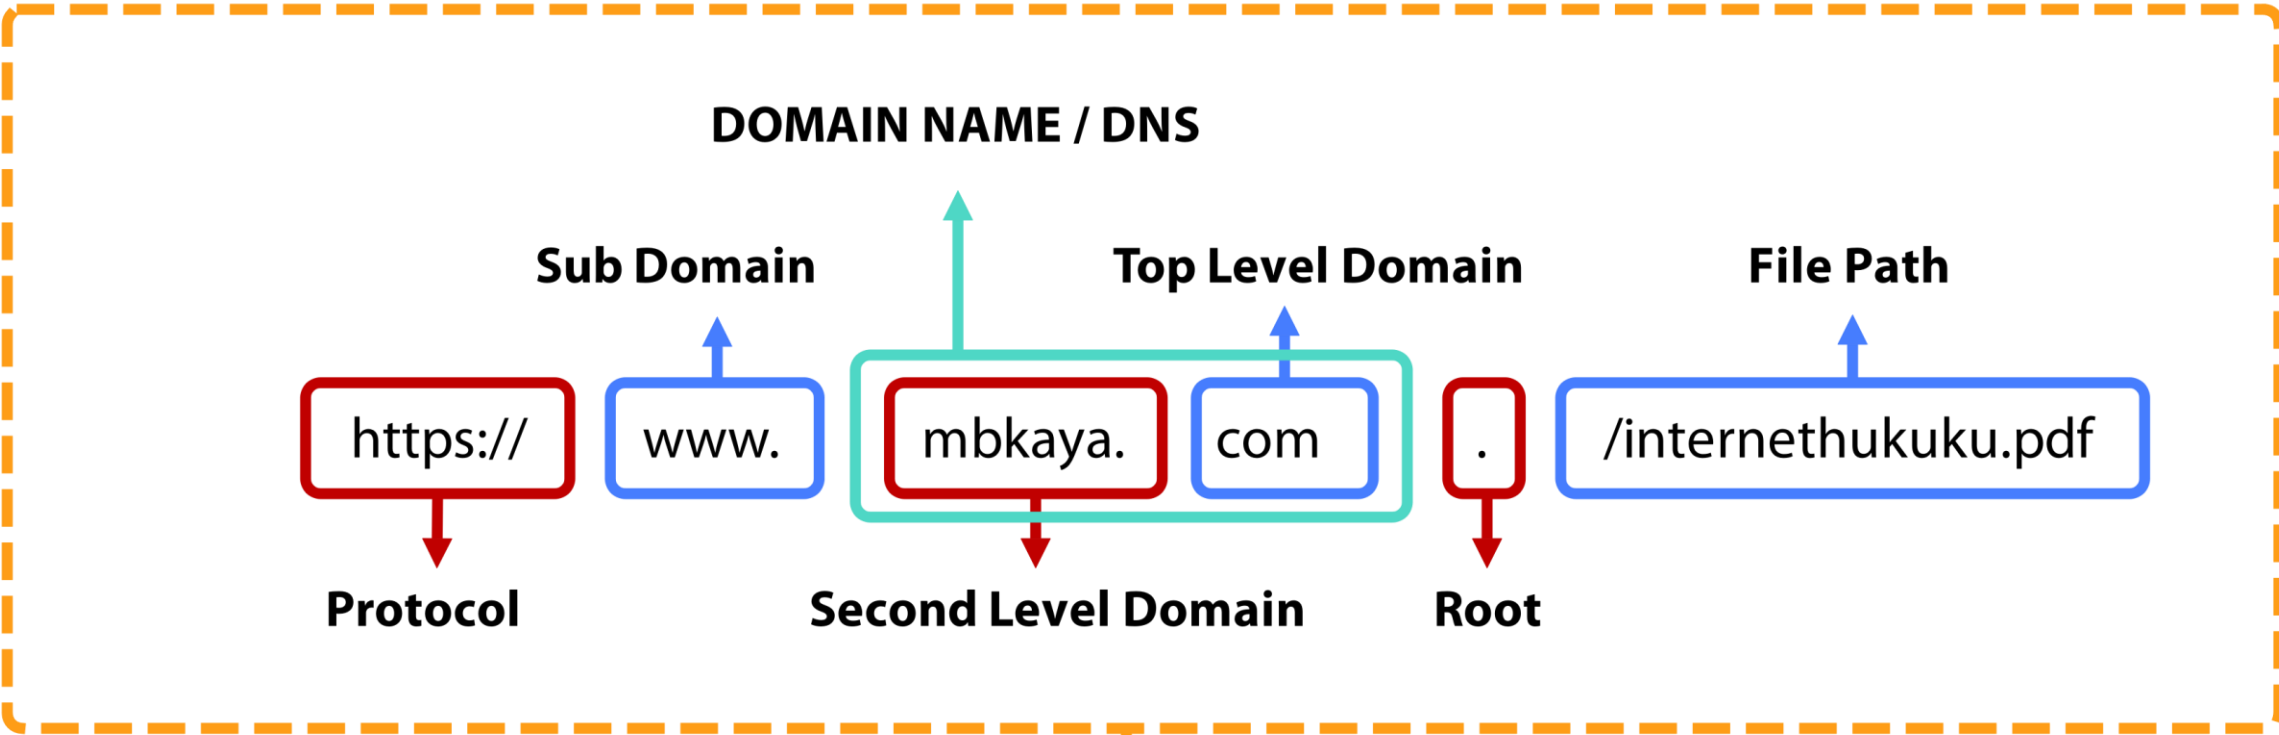 DOMAIN NAME / DNS
Sub Domain
Top Level Domain
File Path
https://
www.
mbkaya.
com
.
/internethukuku.pdf
Protocol
Second Level Domain
Root